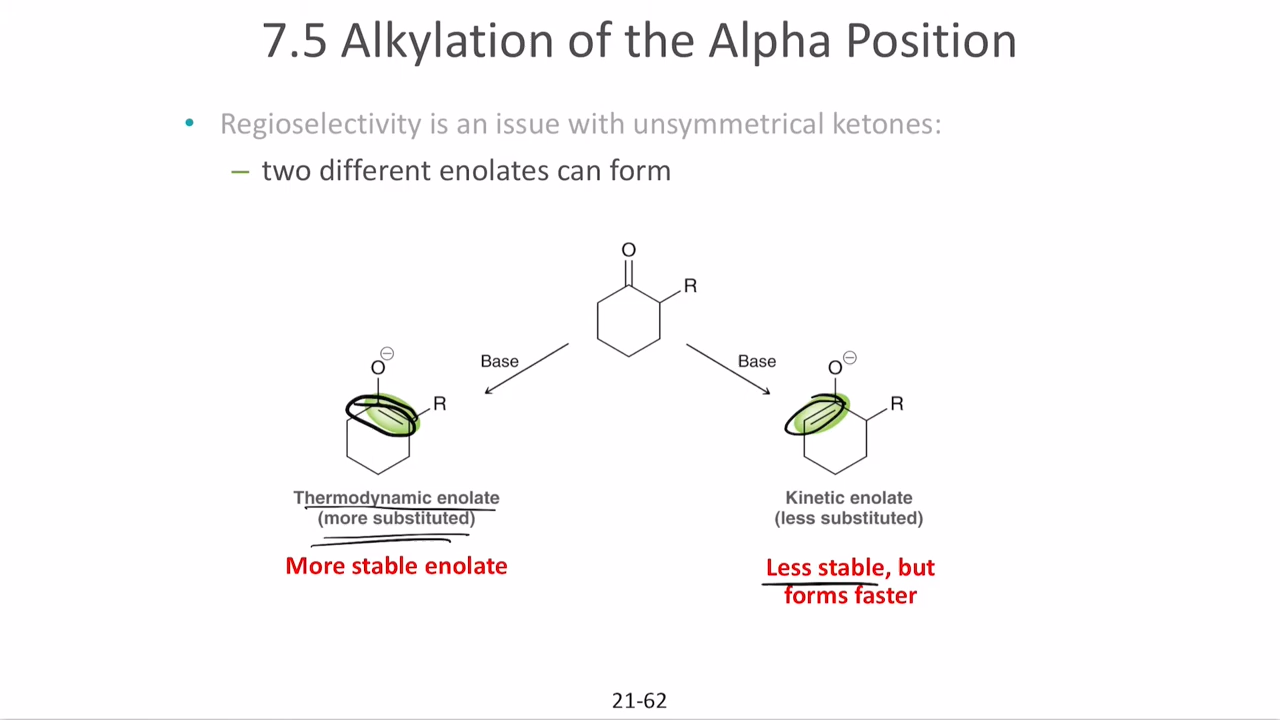 7.5 Alkylation of the Alpha Position
• Regioselectivity is an issue with unsymmetrical ketones:
– two different enolates can form
O
R
Base
Base
O⊖
R
O⊖
R
Thermodynamic enolate
(more substituted)
More stable enolate
Kinetic enolate
(less substituted)
Less stable, but
forms faster
21-62